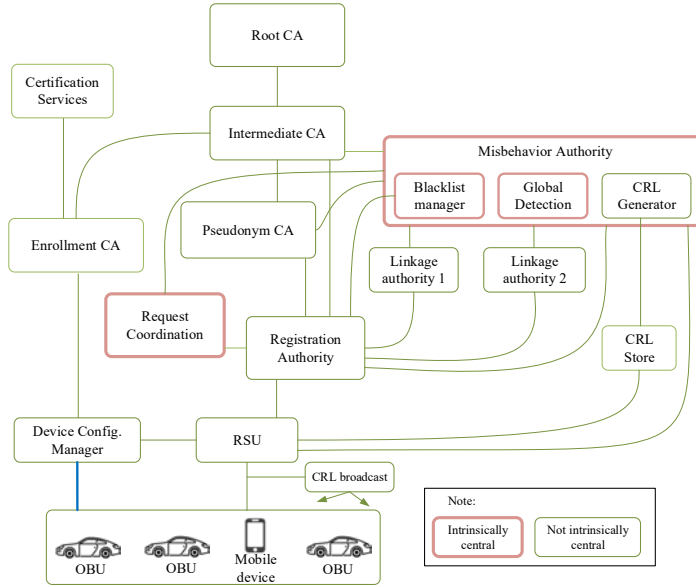 Root CA
Certification
Services
Intermediate CA
Misbehavior Authority
Blacklist
manager
Global
Detection
CRL
Generator
Pseudonym CA
Enrollment CA
Linkage
authority 1
Linkage
authority 2
Request
Coordination
Registration
Authority
CRL
Store
Device Config.
Manager
RSU
CRL broadcast
OBU
OBU
Mobile
device
OBU
Note:
Intrinsically
central
Not intrinsically
central